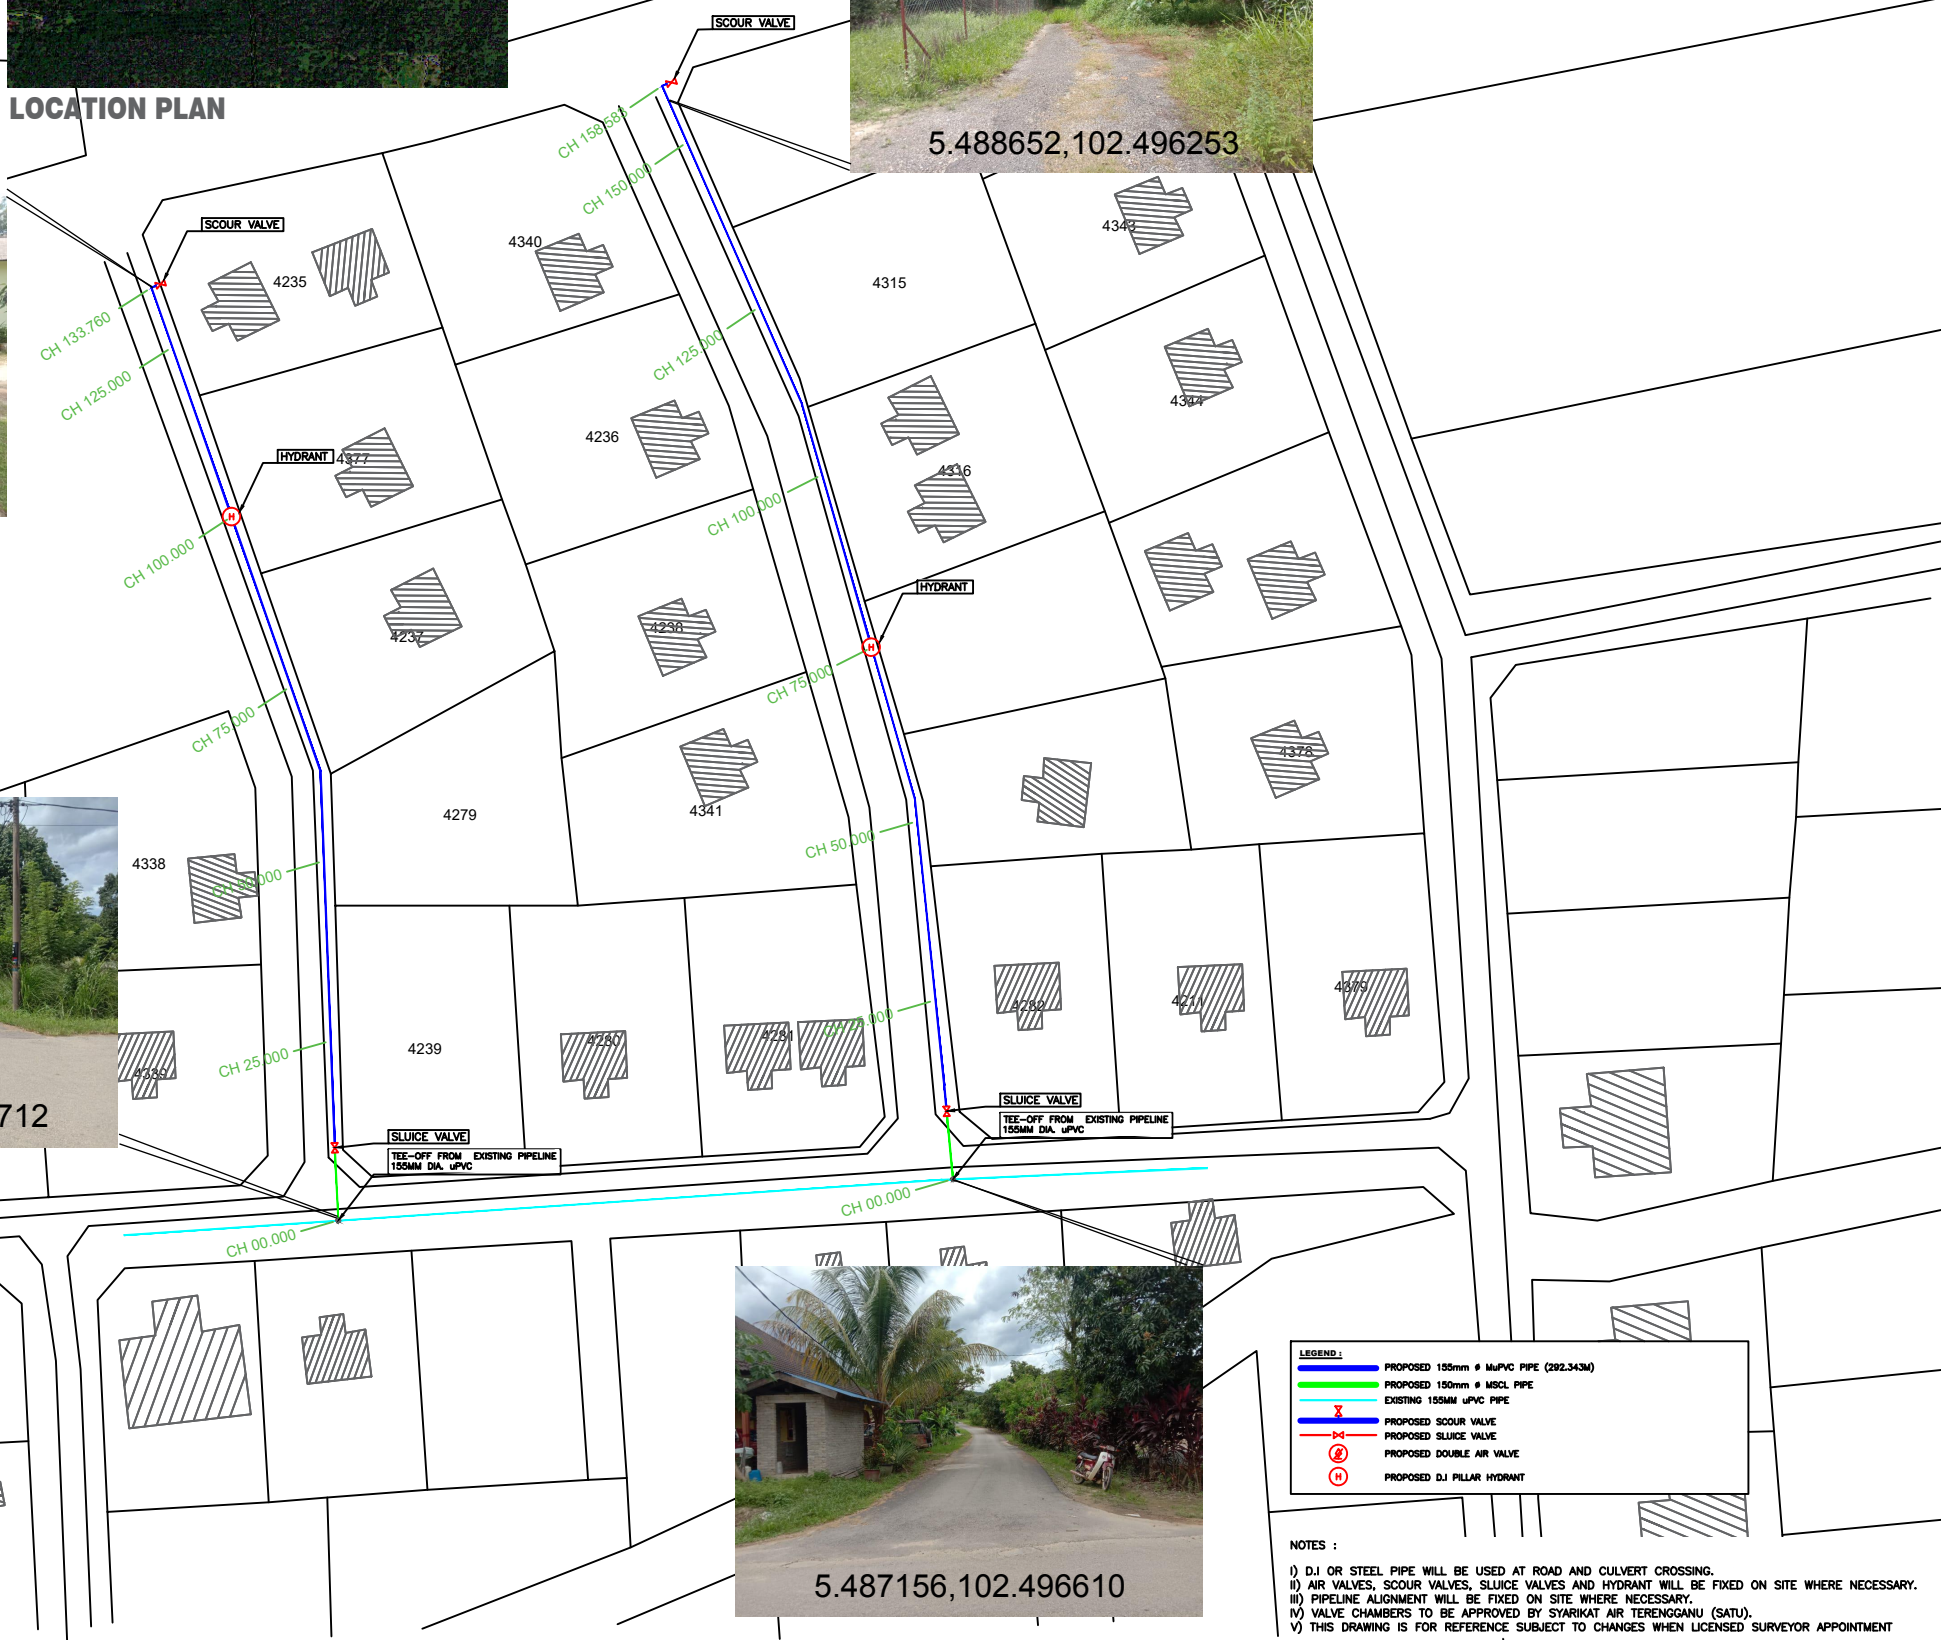 SCOUR VALVE
LOCATION PLAN
CH 158.583
5.488652,102.496253
CH 150.000
SCOUR VALVE
4343
4340
4235
4315
CH 133.760
CH 125.000
CH 125.000
4344
4236
HYDRANT
4377
4316
CH 100.000
CH 100.000
HYDRANT
4238
4237
CH 75.000
CH 75.000
4378
4279
4341
CH 50.000
4338
4282
4211
4379
CH 25.000
4239
4280
4281
CH 25.000
4339
712
SLUICE VALVE
TEE-OFF FROM EXISTING PIPELINE
155MM DIA. uPVC
SLUICE VALVE
TEE-OFF FROM EXISTING PIPELINE
155MM DIA. uPVC
CH 00.000
CH 00.000
5.487156,102.496610
LEGEND :
PROPOSED 155mm ø MuPVC PIPE (292.343M)
PROPOSED 150mm ø MSCL PIPE
EXISTING 155MM uPVC PIPE
PROPOSED SCOUR VALVE
PROPOSED SLUICE VALVE
PROPOSED DOUBLE AIR VALVE
H PROPOSED D.I PILLAR HYDRANT
NOTES :
I) D.I OR STEEL PIPE WILL BE USED AT ROAD AND CULVERT CROSSING.
II) AIR VALVES, SCOUR VALVES, SLUICE VALVES AND HYDRANT WILL BE FIXED ON SITE WHERE NECESSARY.
III) PIPELINE ALIGNMENT WILL BE FIXED ON SITE WHERE NECESSARY.
IV) VALVE CHAMBERS TO BE APPROVED BY SYARIKAT AIR TERENGGANU (SATU).
V) THIS DRAWING IS FOR REFERENCE SUBJECT TO CHANGES WHEN LICENSED SURVEYOR APPOINTMENT